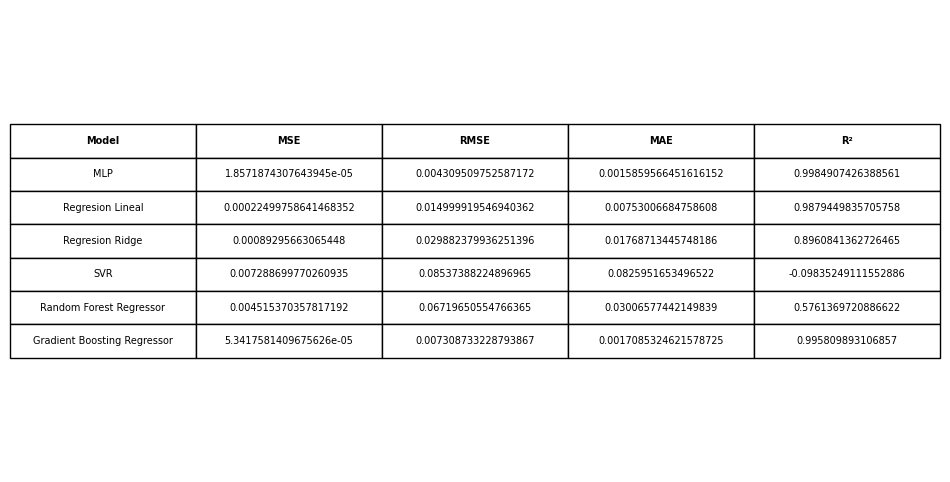 Model MSE RMSE MAE R²
MLP 1.8571874307643945e-05 0.004309509752587172 0.0015859566451616152 0.9984907426388561
Regresion Lineal 0.00022499758641468352 0.014999919546940362 0.00753006684758608 0.9879449835705758
Regresion Ridge 0.00089295663065448 0.029882379936251396 0.01768713445748186 0.8960841362726465
SVR 0.007288699770260935 0.08537388224896965 0.0825951653496522 -0.09835249111552886
Random Forest Regressor 0.004515370357817192 0.06719650554766365 0.03006577442149839 0.5761369720886622
Gradient Boosting Regressor 5.3417581409675626e-05 0.007308733228793867 0.0017085324621578725 0.995809893106857